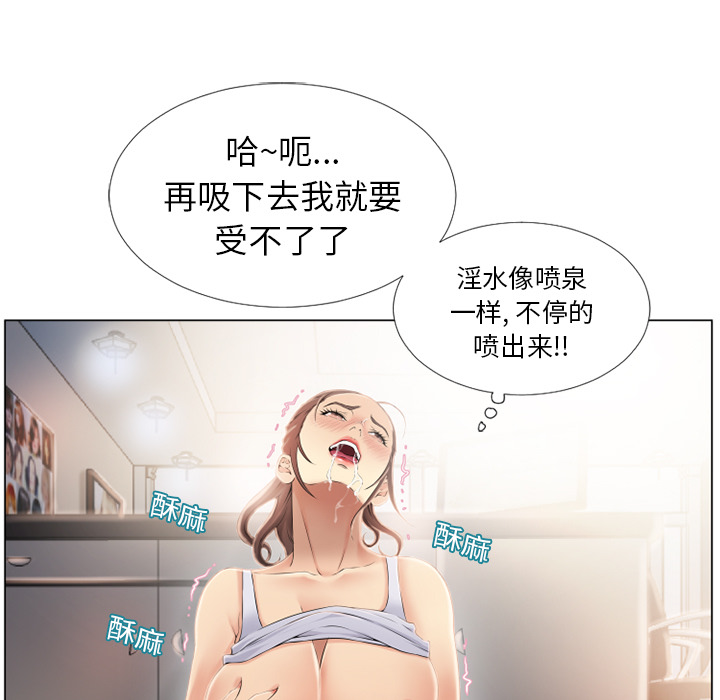 哈~呃...
再吸下去我就要
受不了了
淫水像喷泉
一样, 不停的
喷出来!!
酥麻
酥麻
酥麻